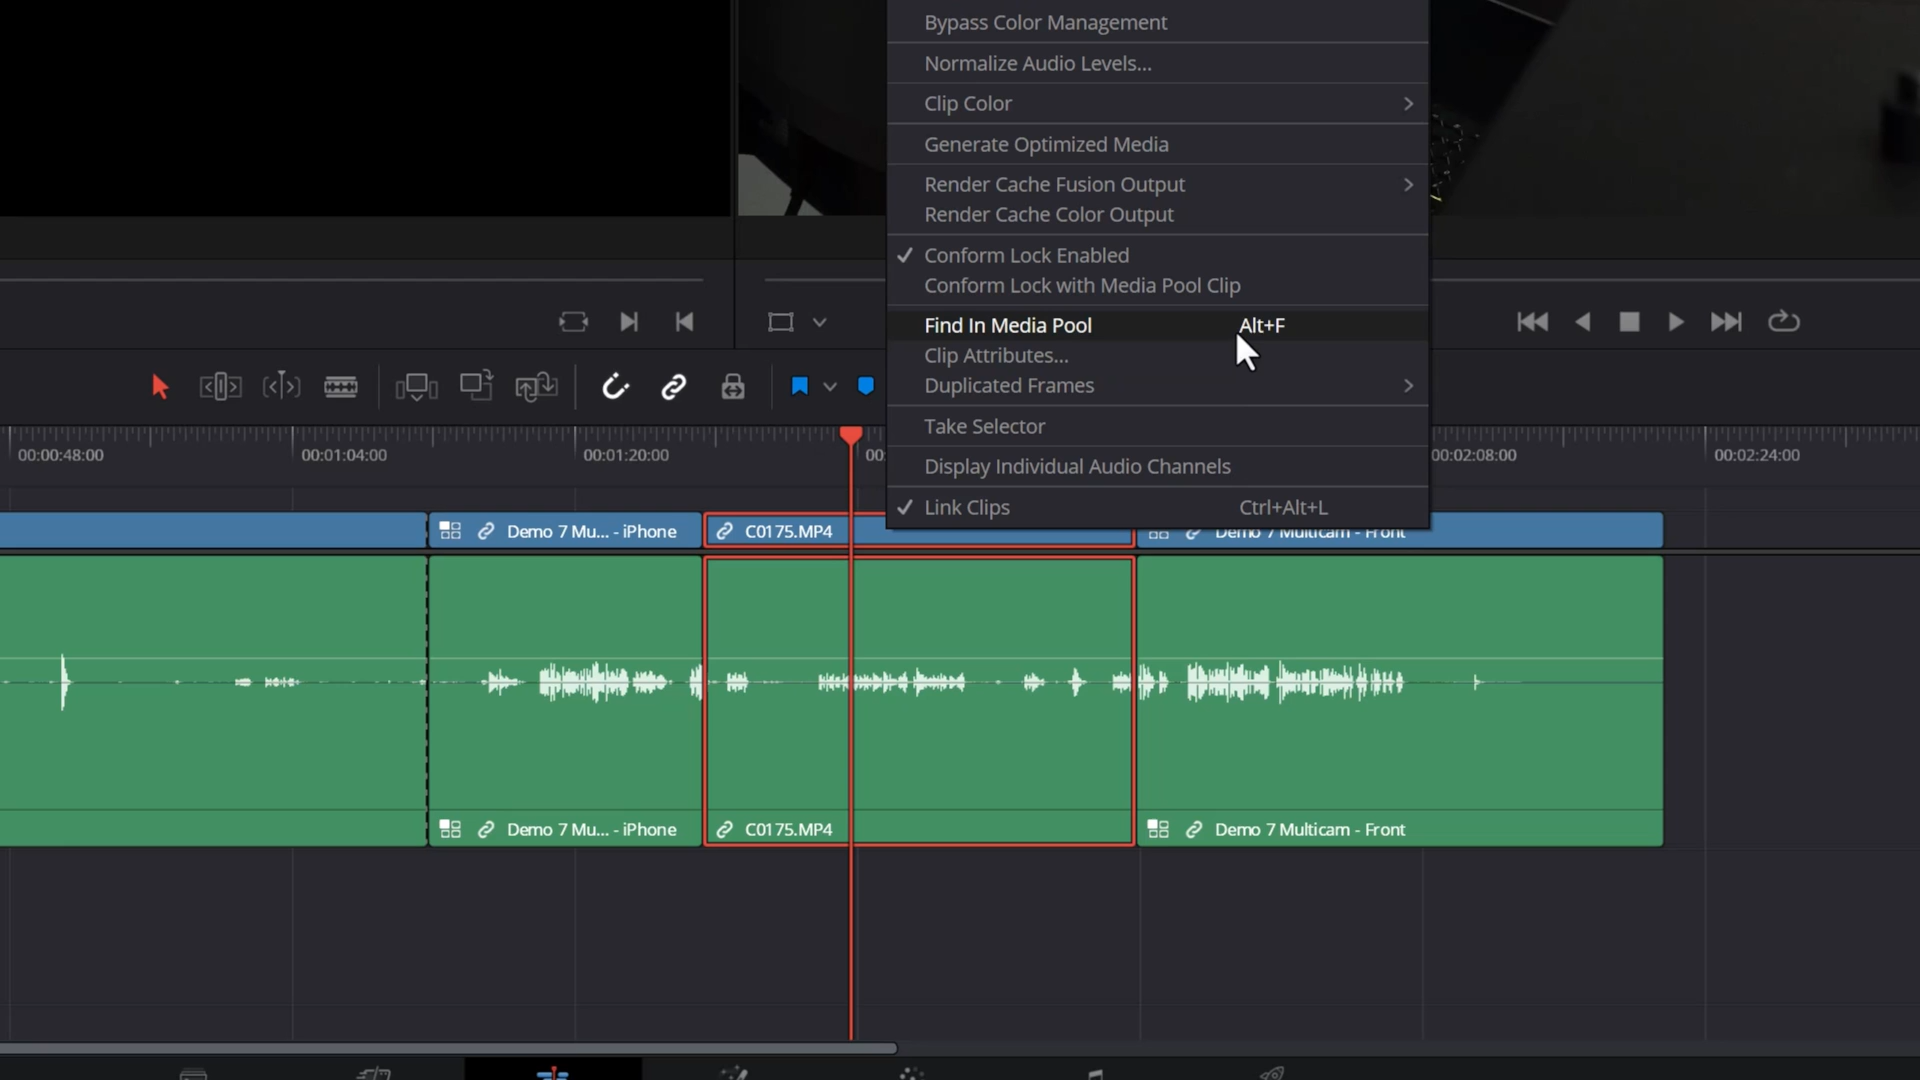 Bypass Color Management
Normalize Audio Levels...
Clip Color
Generate Optimized Media
Render Cache Fusion Output
Render Cache Color Output
Conform Lock Enabled
Conform Lock with Media Pool Clip
Find In Media Pool Alt+F
Clip Attributes...
Duplicated Frames
Take Selector
Display Individual Audio Channels
Link Clips Ctrl+Alt+L
00:00:48:00 00:01:04:00 00:01:20:00 00: 00:02:08:00 00:02:24:00
Demo 7 Mu... - iPhone C0175.MP4 Demo 7 Multicam - Front
Demo 7 Mu... - iPhone C0175.MP4 Demo 7 Multicam - Front